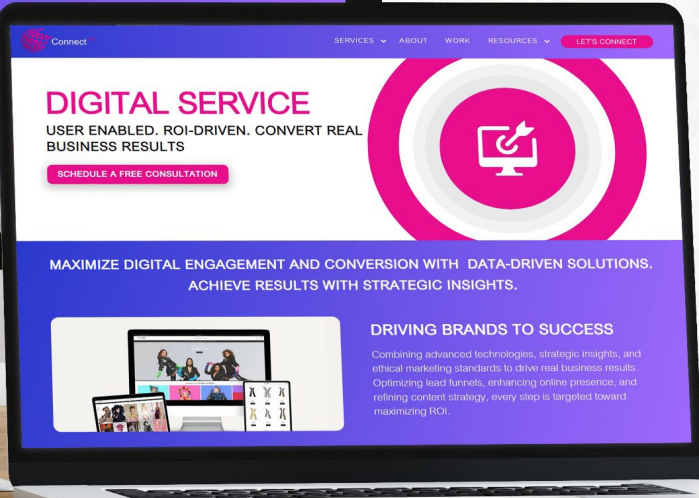 Connect
SERVICES ABOUT WORK RESOURCES LET'S CONNECT
DIGITAL SERVICE
USER ENABLED. ROI-DRIVEN. CONVERT REAL
BUSINESS RESULTS
SCHEDULE A FREE CONSULTATION
MAXIMIZE DIGITAL ENGAGEMENT AND CONVERSION WITH DATA-DRIVEN SOLUTIONS.
ACHIEVE RESULTS WITH STRATEGIC INSIGHTS.
DRIVING BRANDS TO SUCCESS
Combining advanced technologies, strategic insights, and
ethical marketing standards to drive real business results.
Optimizing lead funnels, enhancing online presence, and
refining content strategy, every step is targeted toward
maximizing ROI.